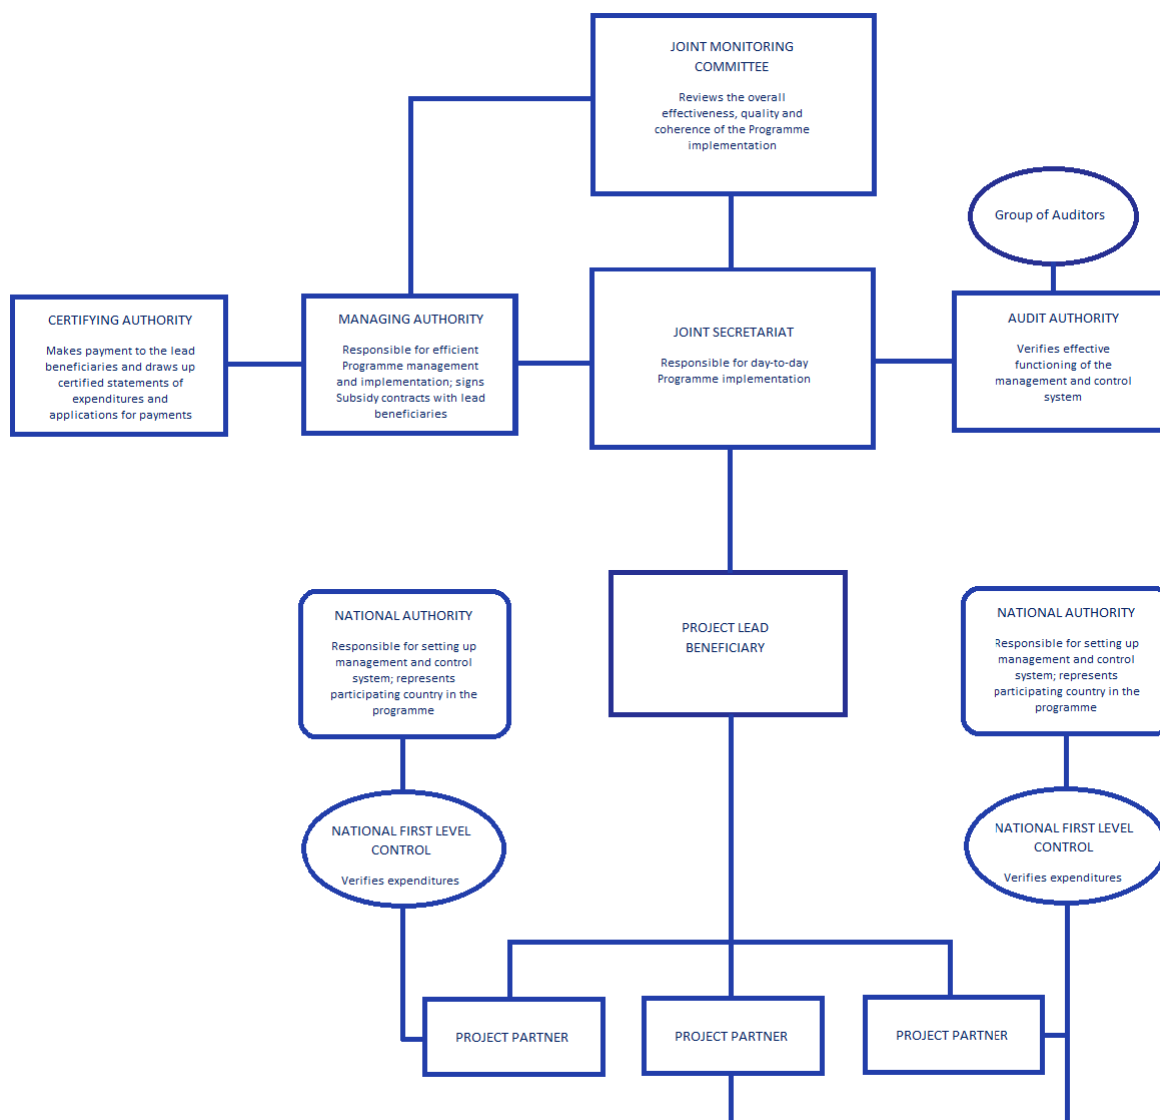 JOINT MONITORING
COMMITTEE
Reviews the overall
effectiveness, quality and
coherence of the Programme
implementation
Group of Auditors
CERTIFYING AUTHORITY
Makes payment to the lead
beneficiaries and draws up
certified statements of
expenditures and
applications for payments
MANAGING AUTHORITY
Responsible for efficient
Programme management
and implementation; signs
Subsidy contracts with lead
beneficiaries
JOINT SECRETARIAT
Responsible for day-to-day
Programme implementation
AUDIT AUTHORITY
Verifies effective
functioning of the
management and control
system
NATIONAL AUTHORITY
Responsible for setting up
management and control
system; represents
participating country in the
programme
PROJECT LEAD
BENEFICIARY
NATIONAL AUTHORITY
Responsible for setting up
management and control
system; represents
participating country in the
programme
NATIONAL FIRST LEVEL
CONTROL
Verifies expenditures
NATIONAL FIRST LEVEL
CONTROL
Verifies expenditures
PROJECT PARTNER
PROJECT PARTNER
PROJECT PARTNER